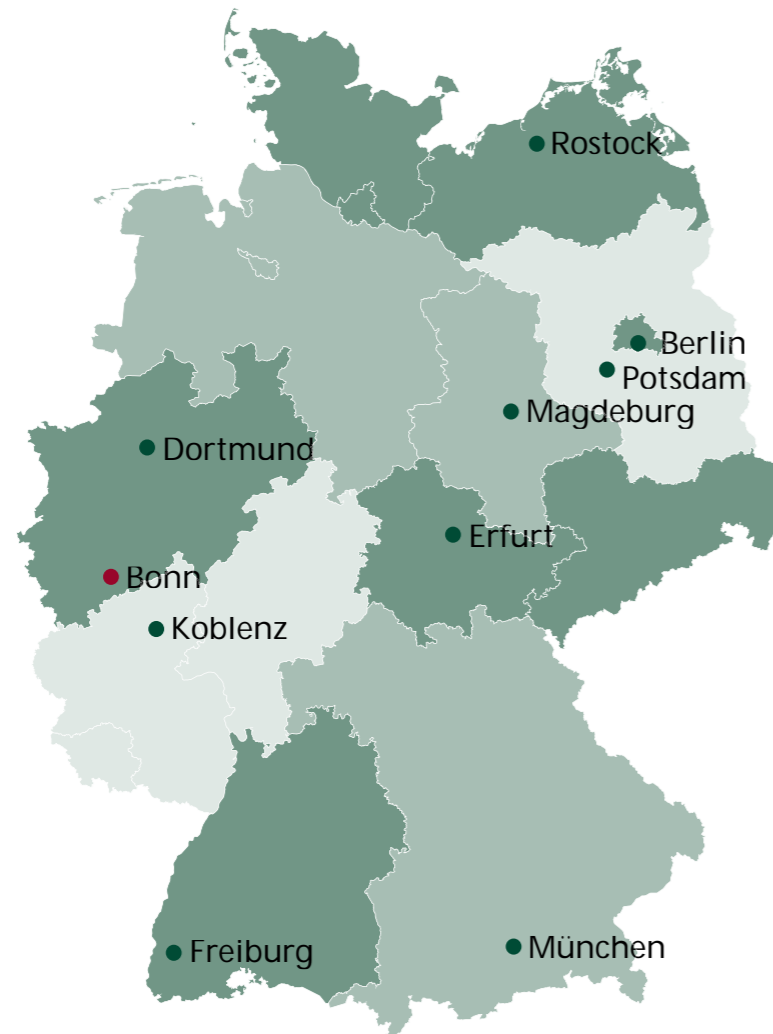 Rostock
Berlin
Potsdam
Magdeburg
Dortmund
Erfurt
Bonn
Koblenz
Freiburg
München